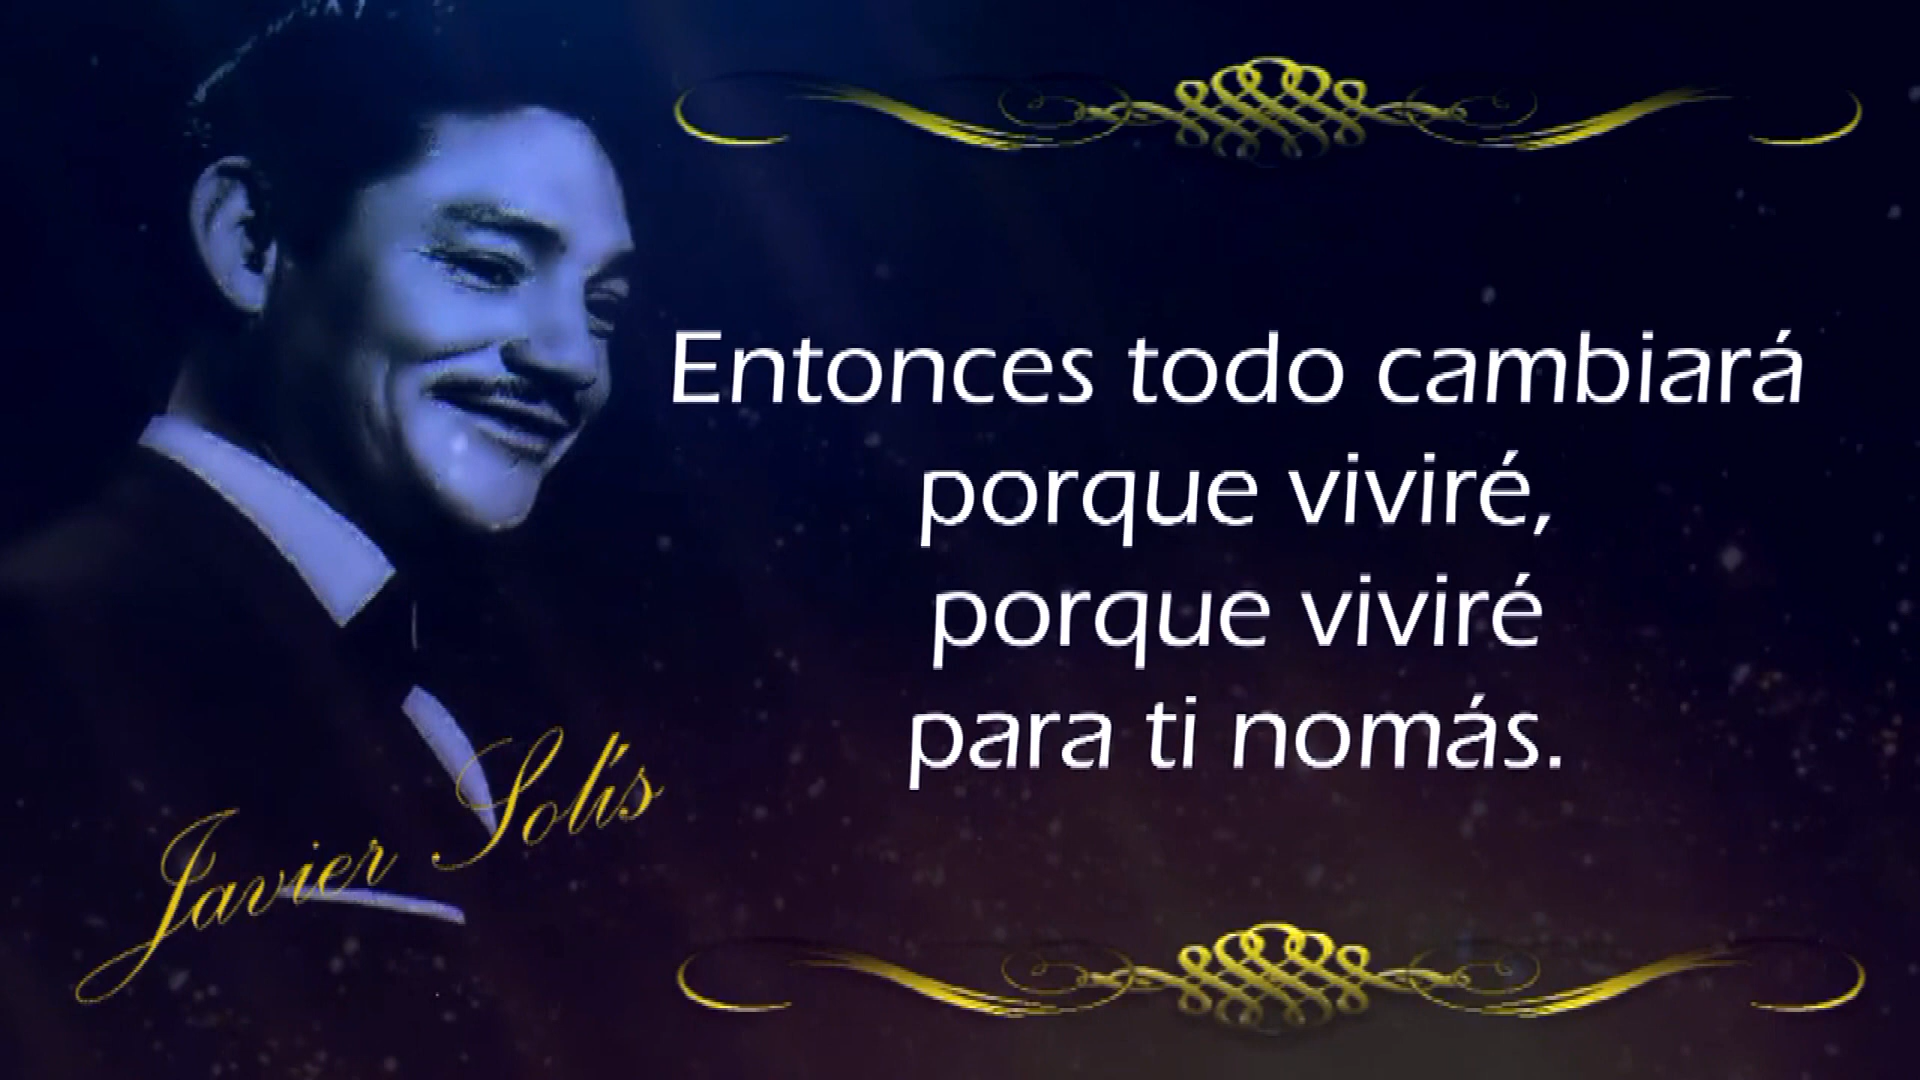 Entonces todo cambiará
porque viviré,
porque viviré
para ti nomás.
Javier Solís